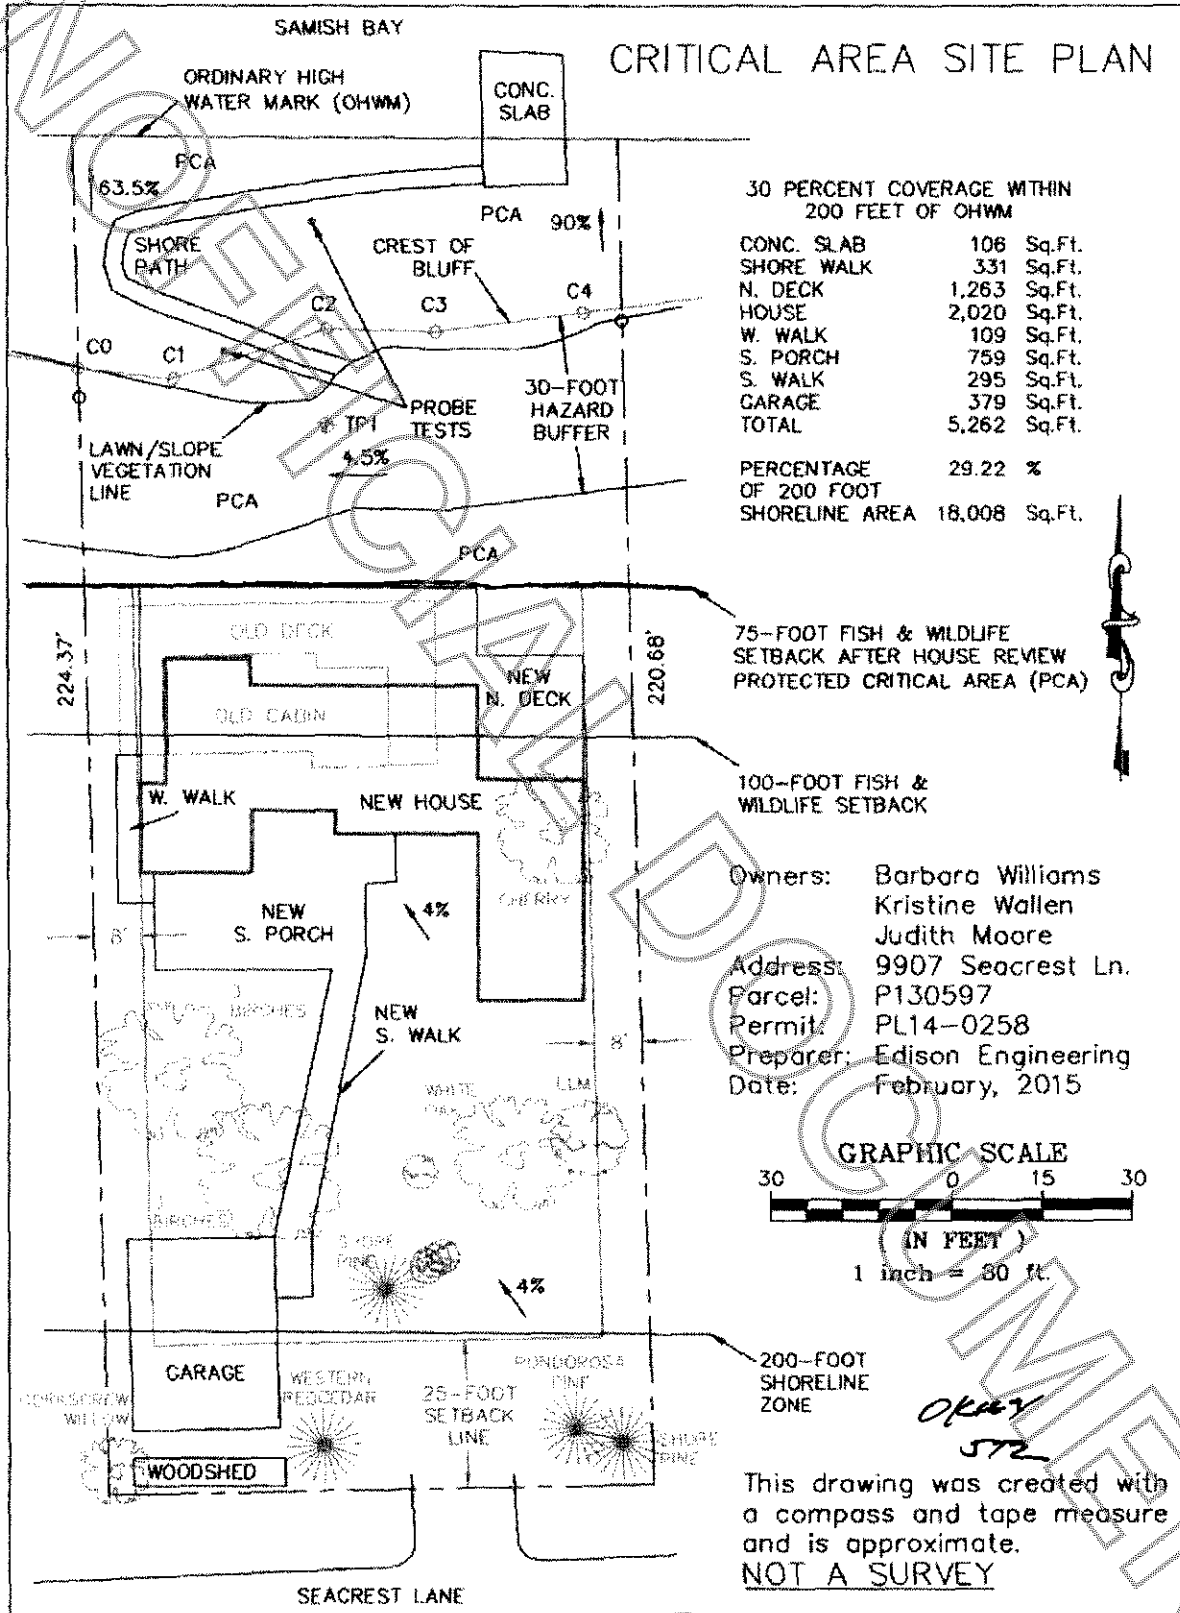 SAMISH BAY
CRITICAL AREA SITE PLAN
ORDINARY HIGH
WATER MARK (OHWM)
CONC.
SLAB
PCA
63.5%
SHORE
PATH
PCA
90%
CREST OF
BLUFF
C0
C1
C2
C3
C4
30-FOOT
HAZARD
BUFFER
PROBE
TESTS
TP1
4.5%
LAWN/SLOPE
VEGETATION
LINE
PCA
PCA
30 PERCENT COVERAGE WITHIN
200 FEET OF OHWM
CONC. SLAB 106 Sq.Ft.
SHORE WALK 331 Sq.Ft.
N. DECK 1,263 Sq.Ft.
HOUSE 2,020 Sq.Ft.
W. WALK 109 Sq.Ft.
S. PORCH 759 Sq.Ft.
S. WALK 295 Sq.Ft.
GARAGE 379 Sq.Ft.
TOTAL 5,262 Sq.Ft.
PERCENTAGE 29.22 %
OF 200 FOOT
SHORELINE AREA 18,008 Sq.Ft.
75-FOOT FISH & WILDLIFE
SETBACK AFTER HOUSE REVIEW
PROTECTED CRITICAL AREA (PCA)
224.37'
220.68'
OLD DECK
OLD CABIN
NEW
N. DECK
100-FOOT FISH &
WILDLIFE SETBACK
W. WALK
NEW HOUSE
CHERRY
NEW
S. PORCH
4%
8'
8'
3
BIRCHES
NEW
S. WALK
WHITE
OAK
ELM
BIRCHES
SHORE
PINE
4%
Owners: Barbara Williams
Kristine Wallen
Judith Moore
Address: 9907 Seacrest Ln.
Parcel: P130597
Permit: PL14-0258
Preparer: Edison Engineering
Date: February, 2015
GRAPHIC SCALE
30 0 15 30
( IN FEET )
1 inch = 30 ft.
200-FOOT
SHORELINE
ZONE
GARAGE
CORKSCREW
WILLOW
WESTERN
REDCEDAR
25-FOOT
SETBACK
LINE
PONDOROSA
PINE
SHORE
PINE
WOODSHED
SEACREST LANE
This drawing was created with
a compass and tape measure
and is approximate.
NOT A SURVEY
UNOFFICIAL DOCUMENT